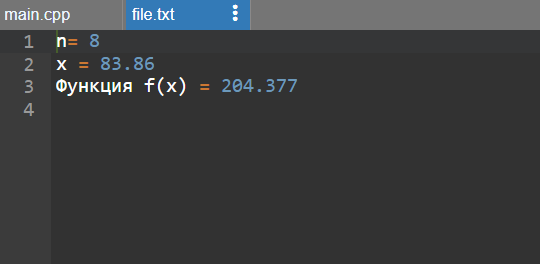 main.cpp file.txt
1 n= 8
2 x = 83.86
3 Функция f(x) = 204.377
4